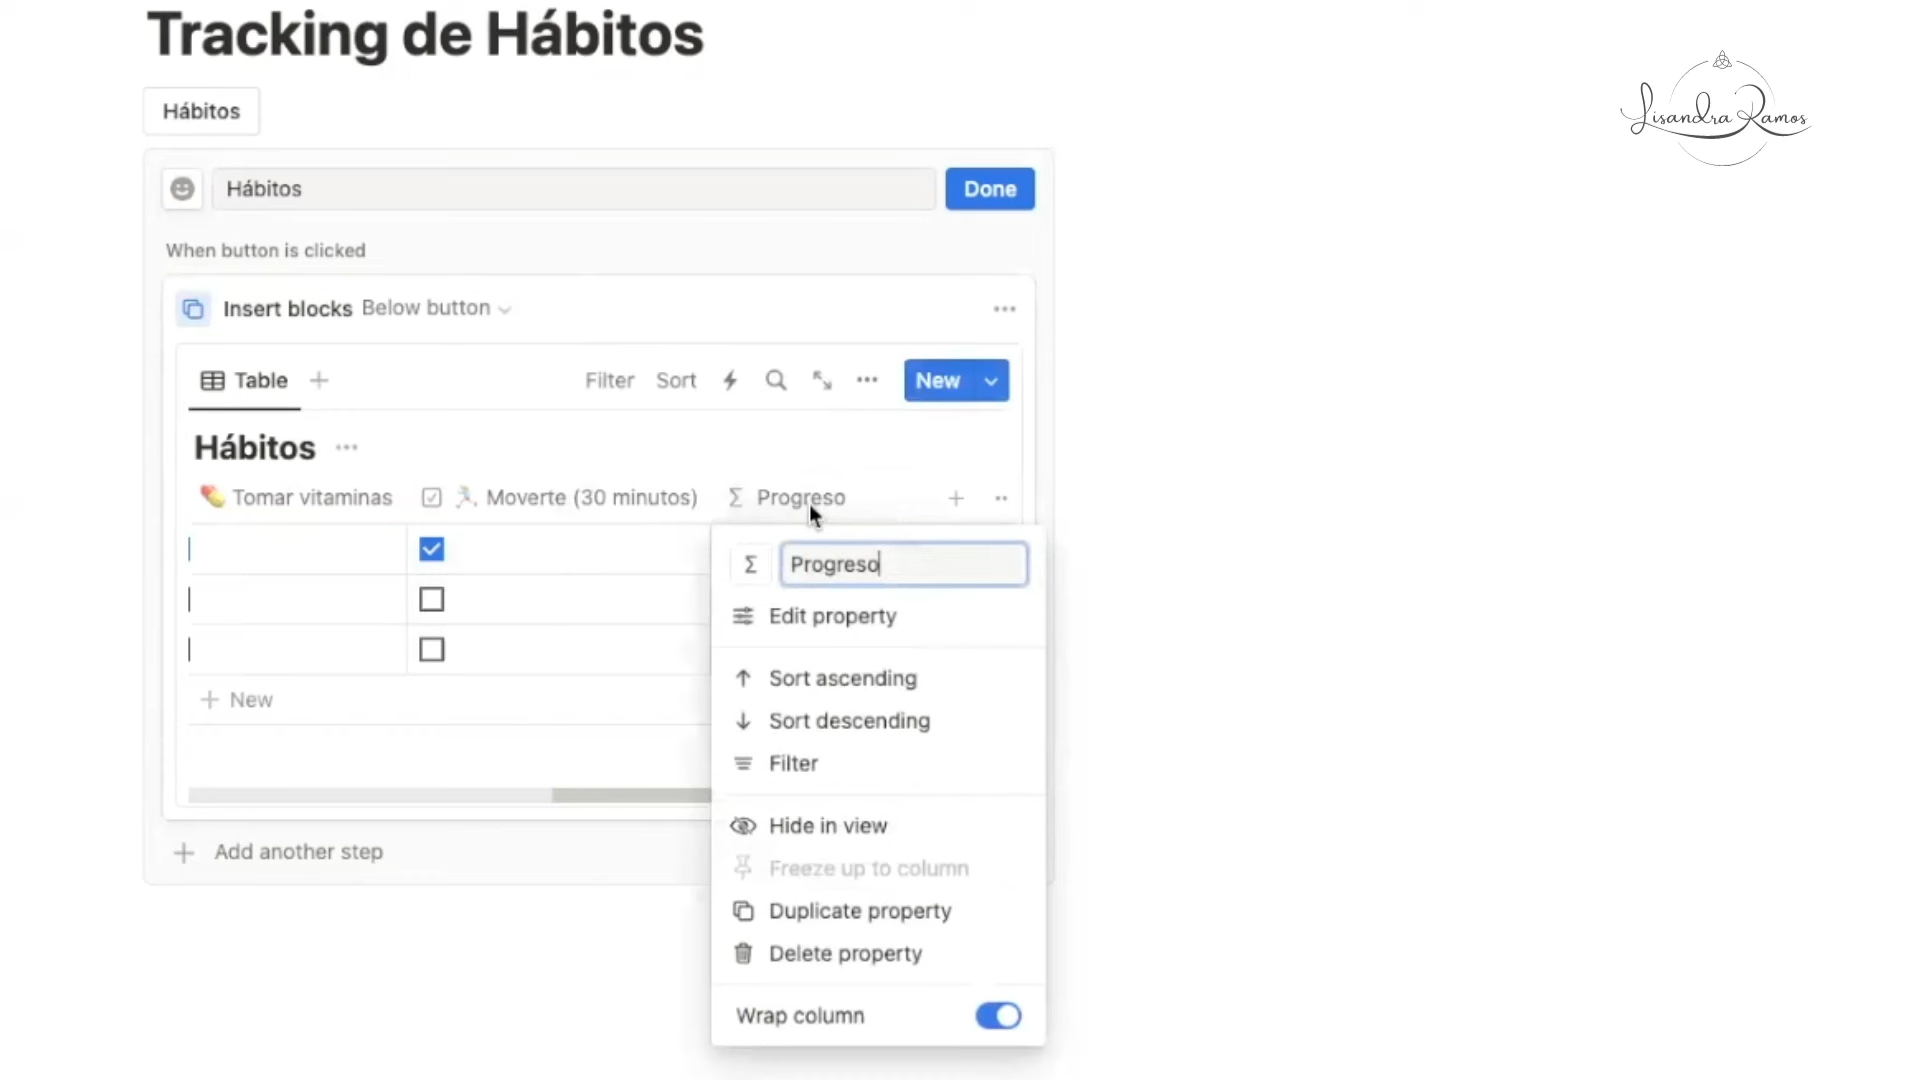 Tracking de Hábitos
Lisandra Ramos
Hábitos
Hábitos
Done
When button is clicked
Insert blocks Below button
Table
Filter Sort
New
Hábitos
Tomar vitaminas
Moverte (30 minutos)
Progreso
Progreso
Edit property
Sort ascending
Sort descending
Filter
Hide in view
Freeze up to column
Duplicate property
Delete property
Wrap column
New
Add another step